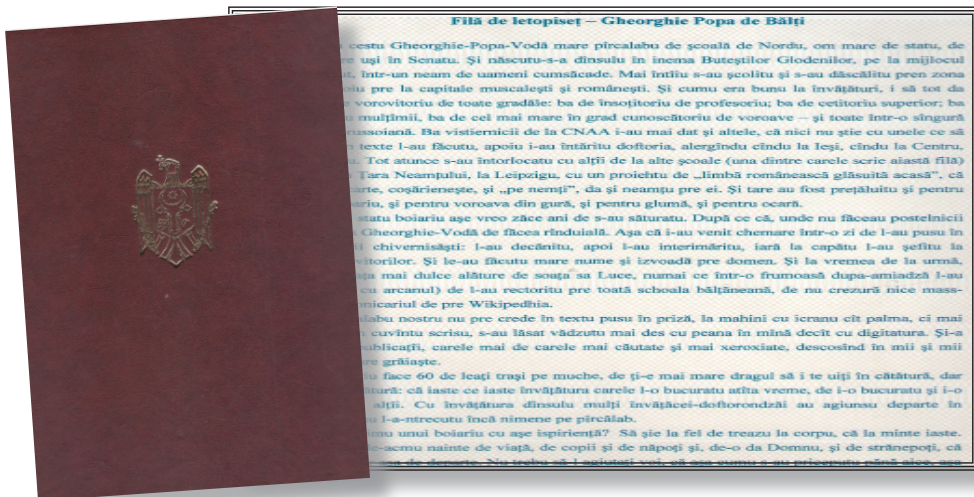 Filă de letopiseț – Gheorghie Popa de Bălți
cestu Gheorghie-Popa-Vodă mare pîrcalabu de școală de Nordu, om mare de statu, de
uși în Senatu. Și născutu-s-a dînsulu în inema Buteștilor Glodenilor, pe la mijlocul
într-un neam de uameni cumsăcade. Mai întîiu s-au școlitu și s-au dăscălitu pren zona
pre la capitale muscalești și românești. Și cumu era bunu la învățături, i să tot da
vorovitoriu de toate gradăle: ba de însoțitoriu de profesoriu; ba de cetitoriu superior; ba
mulțimii, ba de cel mai mare în grad cunoscătoriu de voroave – și toate într-o singură
Ba vistiernicii de la CNAA i-au mai dat și altele, că nici nu știe cu unele ce să
texte l-au făcutu, apoiu i-au întăritu doftoria, alergîndu cîndu la Ieși, cîndu la Centru,
Tot atunce s-au întorlocatu cu alții de la alte școale (una dintre carele scrie aiastă filă)
Tara Neamțului, la Leipzigu, cu un proiehtu de „limbă românească glăsuită acasă”, că
coșărienește, și „pe nemți”, da și neamțu pre ei. Și tare au fost prețăluitu și pentru
și pentru voroava din gură, și pentru glumă, și pentru ocară.
statu boiariu așe vreo zăce ani de s-au săturatu. După ce că, unde nu făceau postelnicii
Gheorghie-Vodă de făcea rînduială. Așa că i-au venit chemare într-o zi de l-au pusu în
chivernisăști: l-au decănitu, apoi l-au interimăritu, iară la capătu l-au șefitu la
Și le-au făcutu mare nume și izvoadă pre domen. Și la vremea de la urmă,
mai dulce alăture de soața sa Luce, numai ce într-o frumoasă dupa-amiadză l-au
cu arcanul) de l-au rectoritu pre toată schoala bălțăneană, de nu crezură nice mass-
de pre Wikipedhia.
nostru nu pre crede în textu pusu în priză, la mahini cu icranu cît palma, ci mai
cuvîntu scrisu, s-au lăsat vădzutu mai des cu peana în mînă decît cu digitatura. Și-a
carele mai de carele mai căutate și mai xeroxiate, descosînd în mii și mii
grăiaște.
face 60 de leați trași pe muche, de ți-e mai mare dragul să i te uiți în cătătură, dar
că iaste ce iaste învățătura carele l-o bucuratu atîta vreme, de i-o bucuratu și i-o
alții. Cu învățătura dînsulu mulți învățăcei-doftorondzăi au agiunsu departe în
l-a-ntrecutu încă nimene pe pîrcălab.
unui boiariu cu așe ispiriență? Să șie la fel de treazu la corpu, că la minte iaste.
nainte de viață, de copii și de năpoți și, de-o da Domnu, și de strănepoți, că